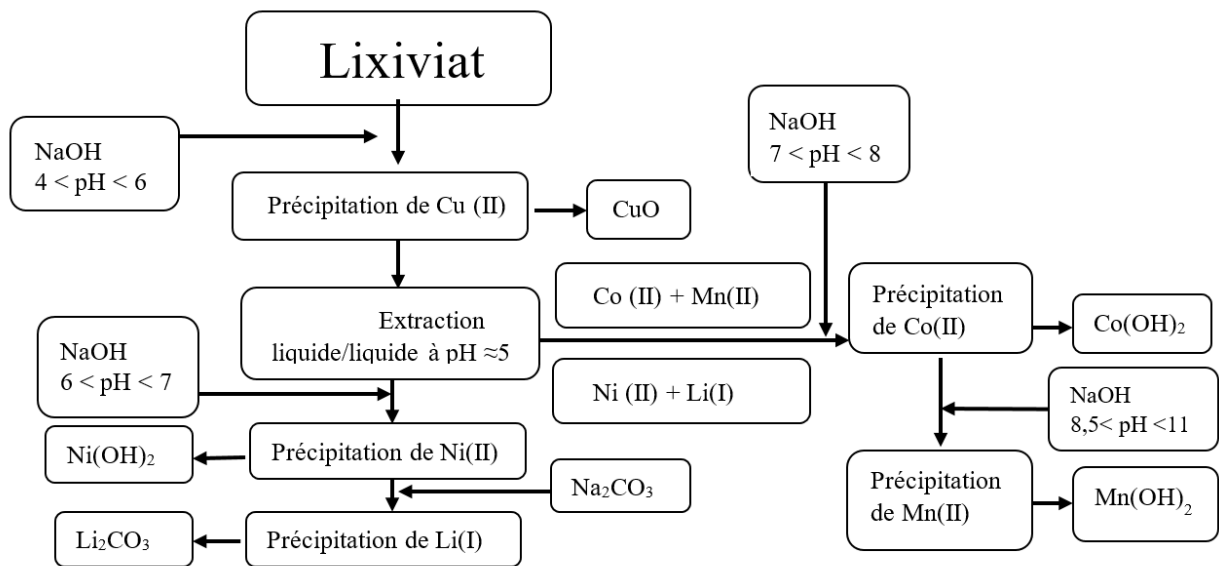 Lixiviat
NaOH
4 < pH < 6
NaOH
7 < pH < 8
Précipitation de Cu (II)
CuO
Co (II) + Mn(II)
Extraction
liquide/liquide à pH ≈5
Ni (II) + Li(I)
Précipitation
de Co(II)
Co(OH)₂
NaOH
6 < pH < 7
NaOH
8,5< pH <11
Ni(OH)₂
Précipitation de Ni(II)
Na₂CO₃
Précipitation
de Mn(II)
Mn(OH)₂
Li₂CO₃
Précipitation de Li(I)